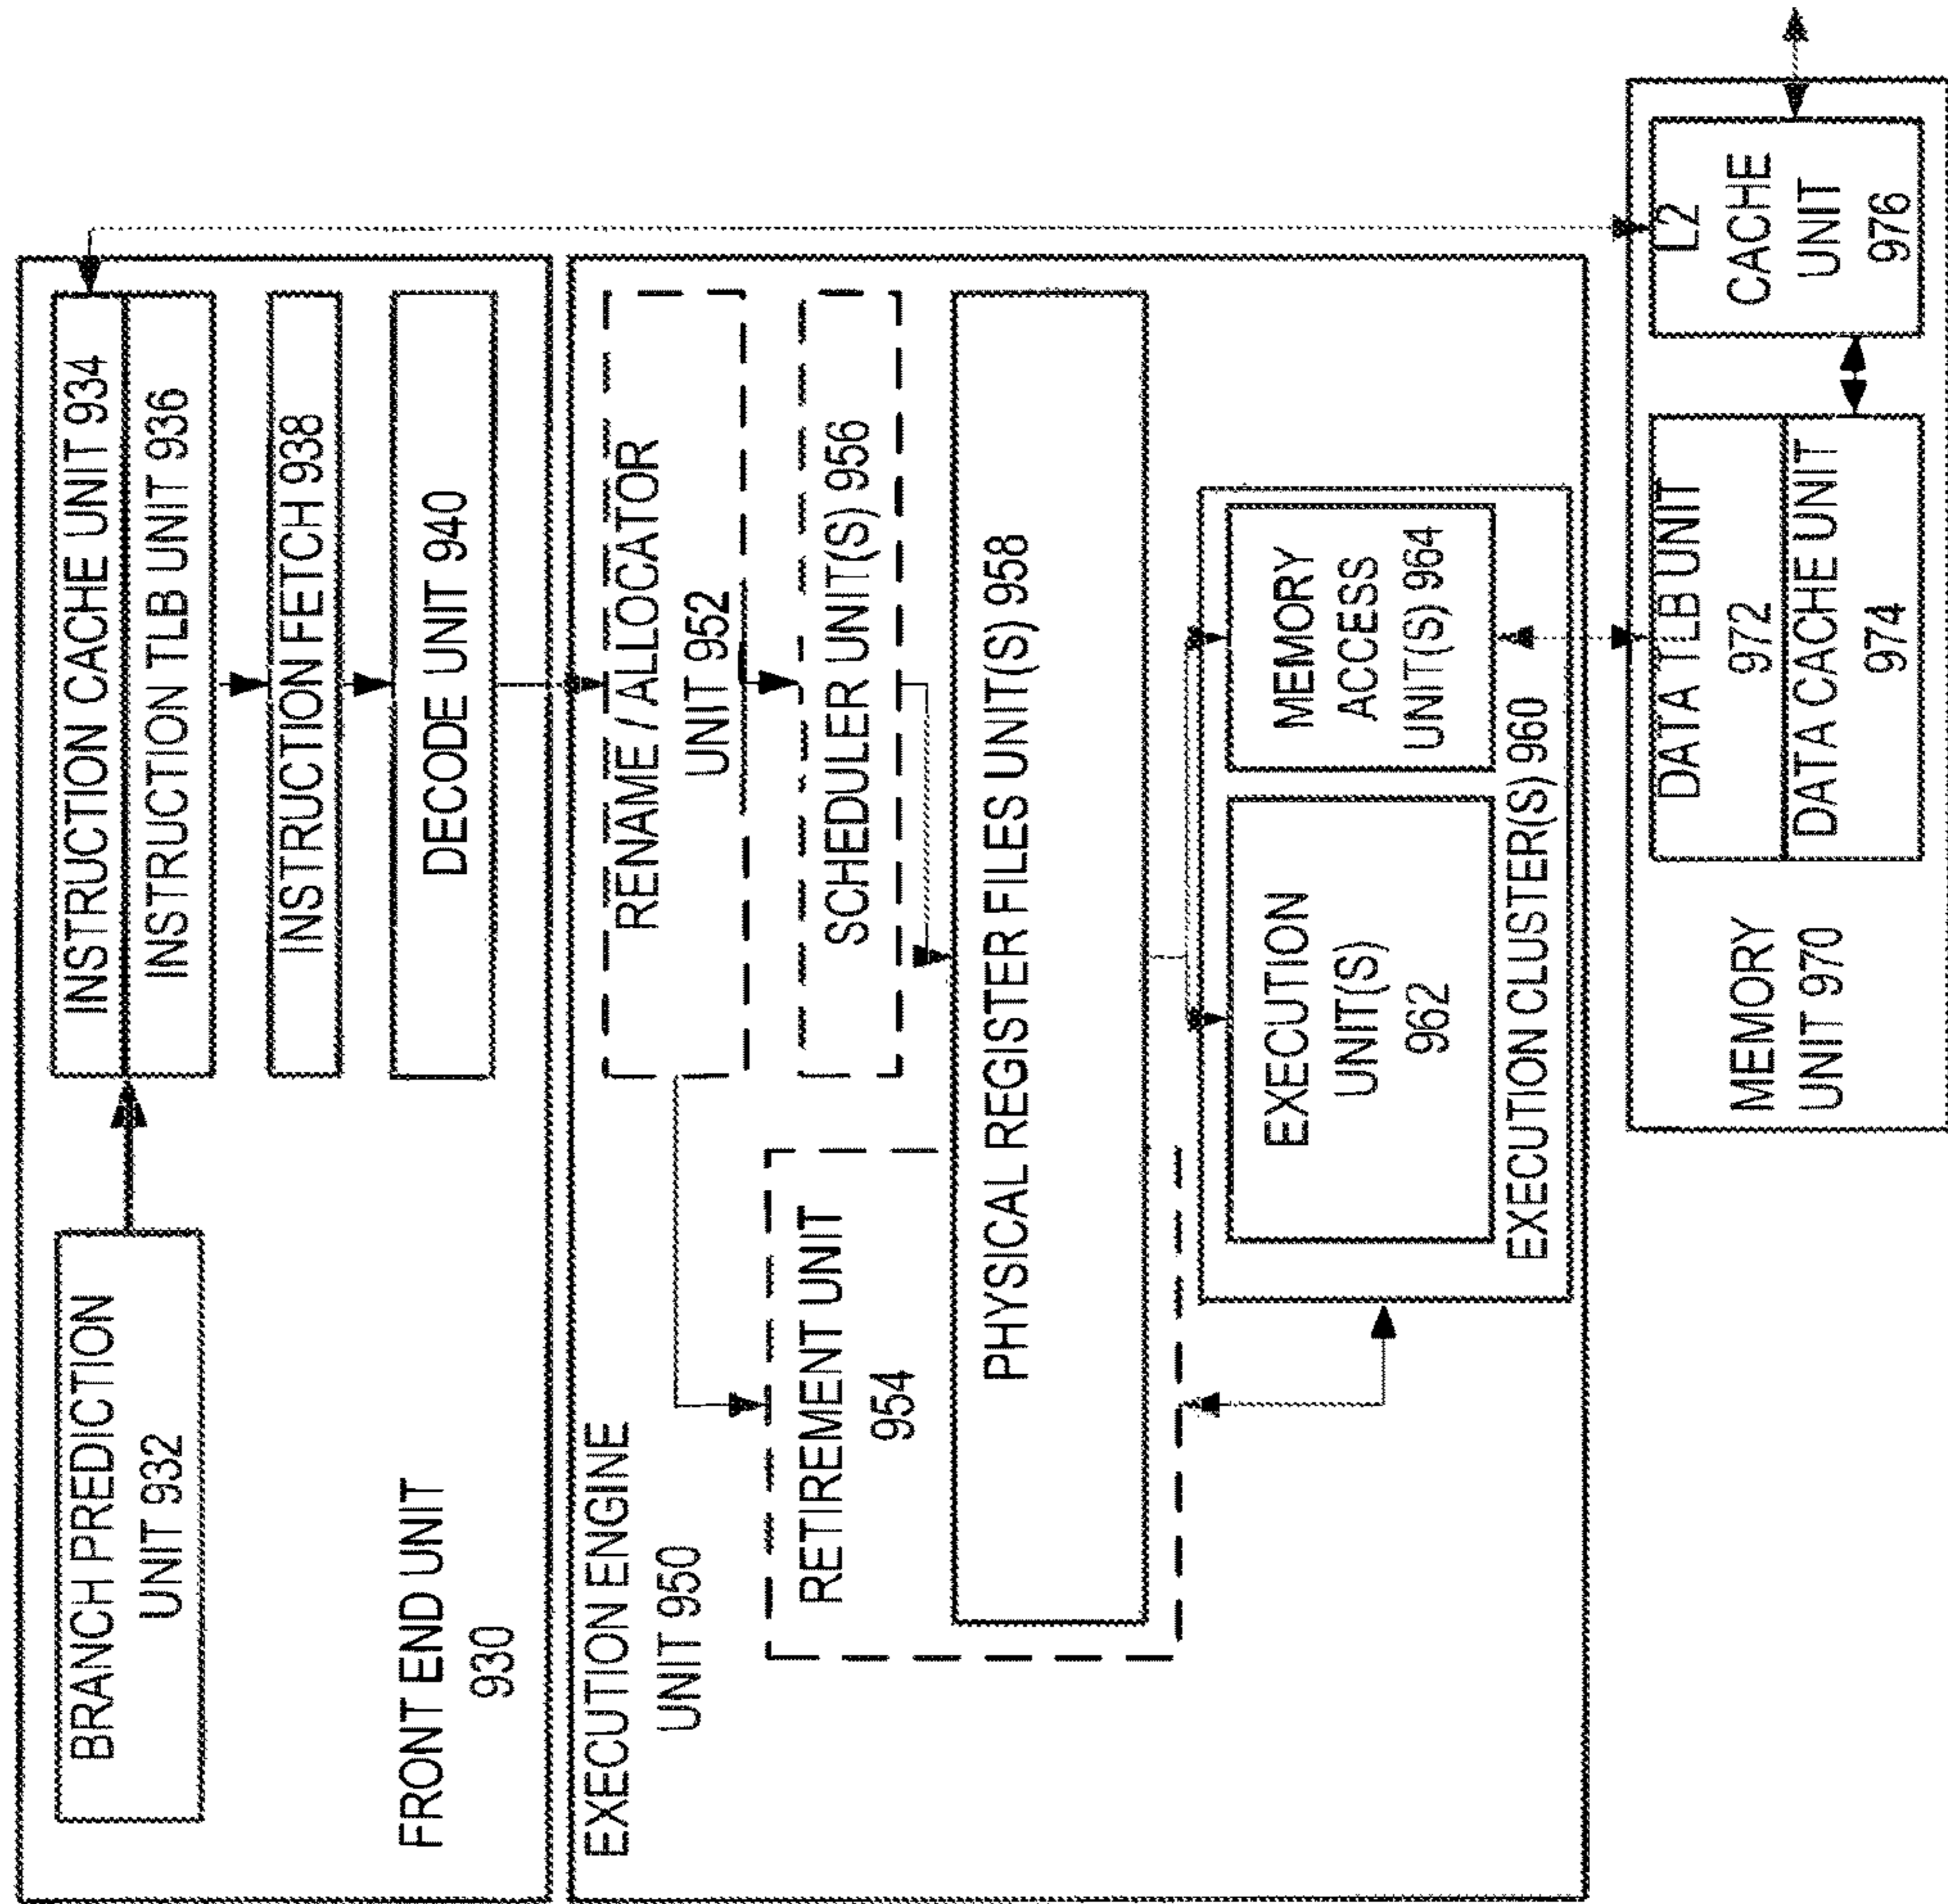 BRANCH PREDICTION
UNIT 932
INSTRUCTION CACHE UNIT 934
INSTRUCTION TLB UNIT 936
INSTRUCTION FETCH 938
DECODE UNIT 940
FRONT END UNIT
930
EXECUTION ENGINE
UNIT 950
RENAME / ALLOCATOR
UNIT 952
RETIREMENT UNIT
954
SCHEDULER UNIT(S) 956
PHYSICAL REGISTER FILES UNIT(S) 958
EXECUTION
UNIT(S)
962
MEMORY
ACCESS
UNIT(S) 964
EXECUTION CLUSTER(S) 960
MEMORY
UNIT 970
DATA TLB UNIT
972
DATA CACHE UNIT
974
L2
CACHE
UNIT
976